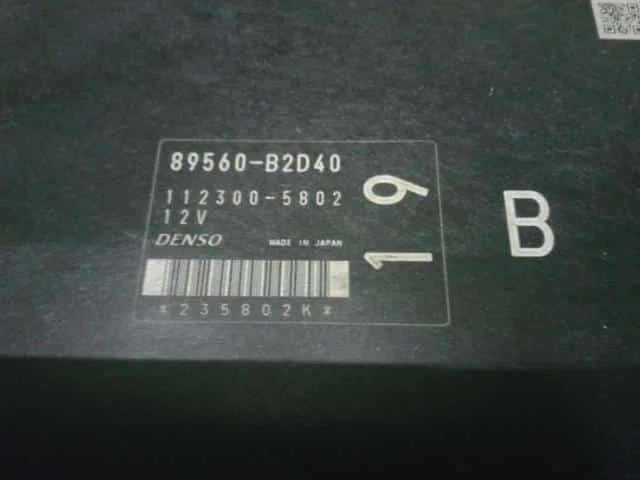 89560-B2D40
112300-5802
12V
DENSO MADE IN JAPAN
*235802K*
19
B